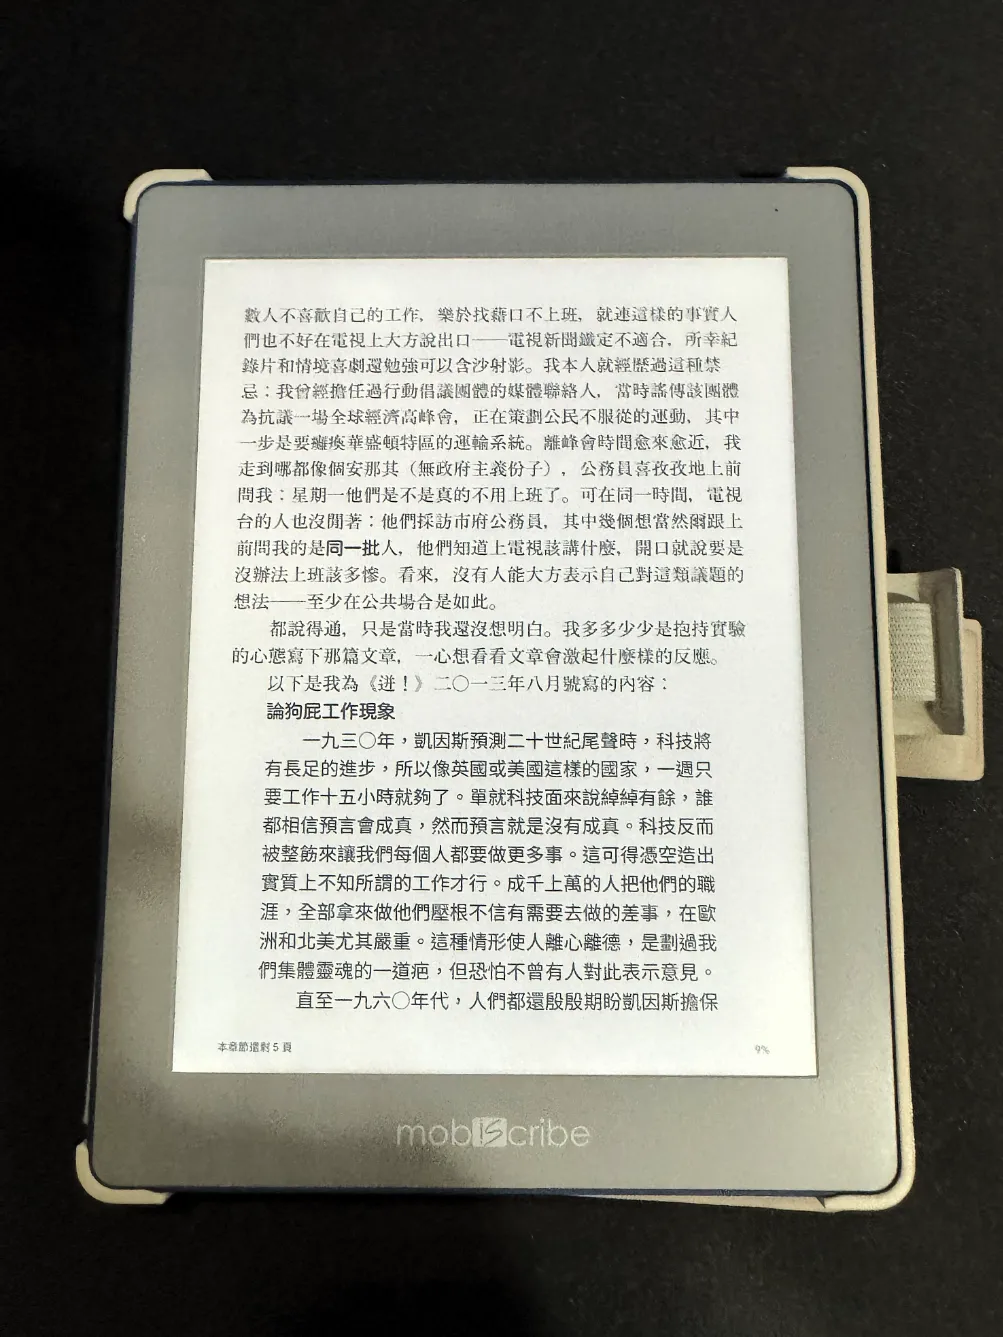 數人不喜歡自己的工作，樂於找藉口不上班，就連這樣的事實人
們也不好在電視上大方說出口——電視新聞鐵定不適合，所幸紀
錄片和情境喜劇還勉強可以含沙射影。我本人就經歷過這種禁
忌：我曾經擔任過行動倡議團體的媒體聯絡人，當時謠傳該團體
為抗議一場全球經濟高峰會，正在策劃公民不服從的運動，其中
一步是要癱瘓華盛頓特區的運輸系統。離峰會時間愈來愈近，我
走到哪都像個安那其（無政府主義份子），公務員喜孜孜地上前
問我：星期一他們是不是真的不用上班了。可在同一時間，電視
台的人也沒閒著：他們採訪市府公務員，其中幾個想當然爾跟上
前問我的是同一批人，他們知道上電視該講什麼，開口就說要是
沒辦法上班該多慘。看來，沒有人能大方表示自己對這類議題的
想法——至少在公共場合是如此。
都說得通，只是當時我還沒想明白。我多多少少是抱持實驗
的心態寫下那篇文章，一心想看看文章會激起什麼樣的反應。
以下是我為《迸！》二〇一三年八月號寫的內容：
論狗屁工作現象
一九三〇年，凱因斯預測二十世紀尾聲時，科技將
有長足的進步，所以像英國或美國這樣的國家，一週只
要工作十五小時就夠了。單就科技面來說綽綽有餘，誰
都相信預言會成真，然而預言就是沒有成真。科技反而
被整飭來讓我們每個人都要做更多事。這可得憑空造出
實質上不知所謂的工作才行。成千上萬的人把他們的職
涯，全部拿來做他們壓根不信有需要去做的差事，在歐
洲和北美尤其嚴重。這種情形使人離心離德，是劃過我
們集體靈魂的一道疤，但恐怕不曾有人對此表示意見。
直至一九六〇年代，人們都還殷殷期盼凱因斯擔保
本章節還剩 5 頁
9%
mobiscribe